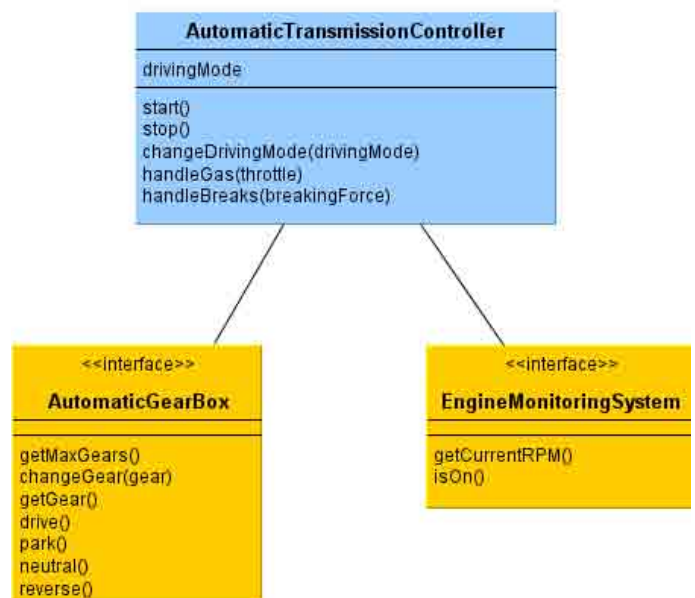 AutomaticTransmissionController
drivingMode
start()
stop()
changeDrivingMode(drivingMode)
handleGas(throttle)
handleBreaks(breakingForce)
<<interface>>
AutomaticGearBox
getMaxGears()
changeGear(gear)
getGear()
drive()
park()
neutral()
reverse()
<<interface>>
EngineMonitoringSystem
getCurrentRPM()
isOn()